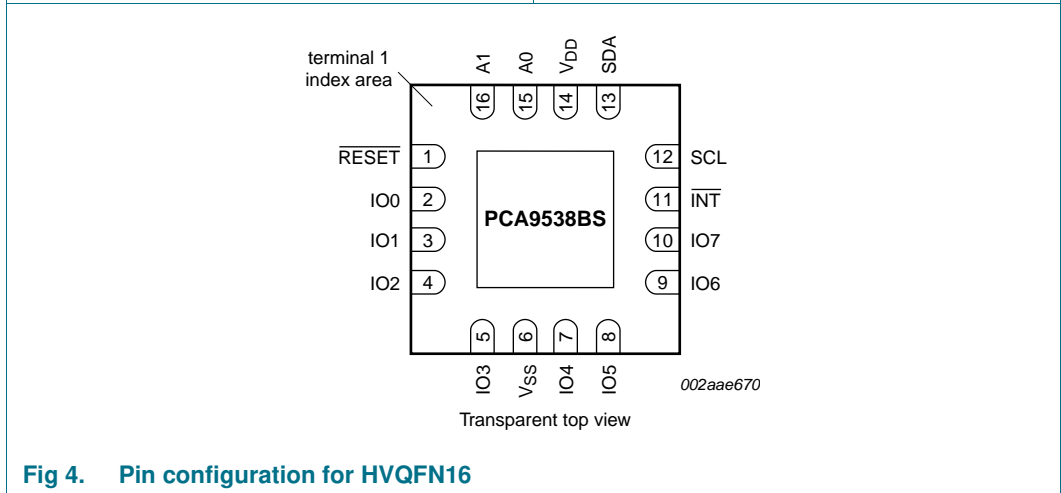 terminal 1
index area
A1
A0
VDD
SDA
16
15
14
13
RESET 1
12 SCL
IO0 2
11 INT
IO1 3
PCA9538BS
10 IO7
IO2 4
9 IO6
5
6
7
8
IO3
VSS
IO4
IO5
002aae670
Transparent top view
Fig 4. Pin configuration for HVQFN16